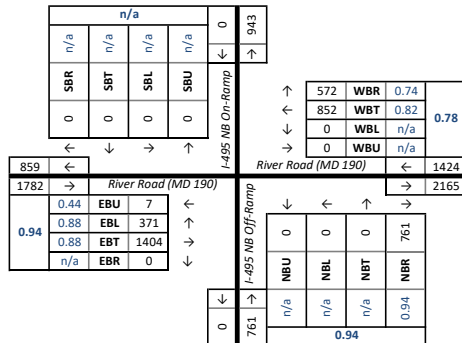 n/a
n/a n/a n/a n/a
SBR SBT SBL SBU
0 0 0 0
← ↓ → ↑
0 943
↓ ↑
I-495 NB On-Ramp
↑ 572 WBR 0.74
← 852 WBT 0.82
↓ 0 WBL n/a
→ 0 WBU n/a
0.78
859 ←
River Road (MD 190)
← 1424
1782 →
River Road (MD 190)
→ 2165
0.94
0.44 EBU 7 ←
0.88 EBL 371 ↑
0.88 EBT 1404 →
n/a EBR 0 ↓
I-495 NB Off-Ramp
↓ ↑
0 761
↓ ← ↑ →
0 0 0 761
NBU NBL NBT NBR
n/a n/a n/a 0.94
0.94